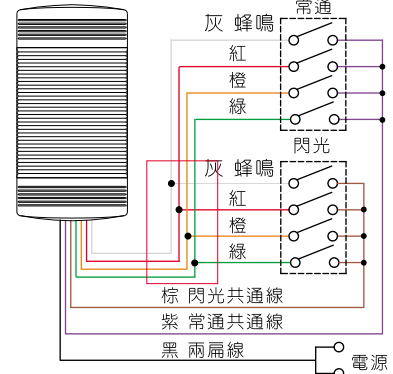 常通
灰 蜂鳴
紅
橙
綠
閃光
灰 蜂鳴
紅
橙
綠
棕 閃光共通線
紫 常通共通線
黑 兩扁線
電源